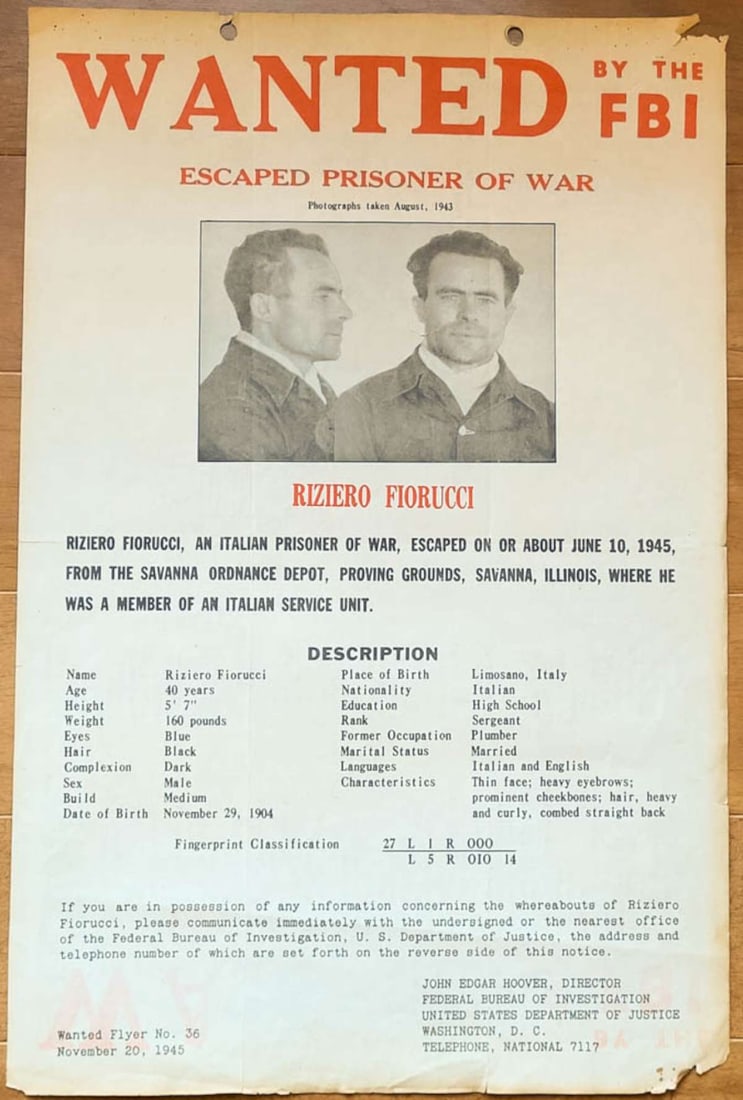 WANTED BY THE FBI
ESCAPED PRISONER OF WAR
Photographs taken August, 1943
RIZIERO FIORUCCI
RIZIERO FIORUCCI, AN ITALIAN PRISONER OF WAR, ESCAPED ON OR ABOUT JUNE 10, 1945,
FROM THE SAVANNA ORDNANCE DEPOT, PROVING GROUNDS, SAVANNA, ILLINOIS, WHERE HE
WAS A MEMBER OF AN ITALIAN SERVICE UNIT.
DESCRIPTION
Name Riziero Fiorucci
Age 40 years
Height 5' 7"
Weight 160 pounds
Eyes Blue
Hair Black
Complexion Dark
Sex Male
Build Medium
Date of Birth November 29, 1904
Place of Birth Limosano, Italy
Nationality Italian
Education High School
Rank Sergeant
Former Occupation Plumber
Marital Status Married
Languages Italian and English
Characteristics Thin face; heavy eyebrows;
prominent cheekbones; hair, heavy
and curly, combed straight back
Fingerprint Classification 27 L 1 R OOO
L 5 R OIO 14
If you are in possession of any information concerning the whereabouts of Riziero
Fiorucci, please communicate immediately with the undersigned or the nearest office
of the Federal Bureau of Investigation, U. S. Department of Justice, the address and
telephone number of which are set forth on the reverse side of this notice.
JOHN EDGAR HOOVER, DIRECTOR
FEDERAL BUREAU OF INVESTIGATION
UNITED STATES DEPARTMENT OF JUSTICE
WASHINGTON, D. C.
TELEPHONE, NATIONAL 7117
Wanted Flyer No. 36
November 20, 1945